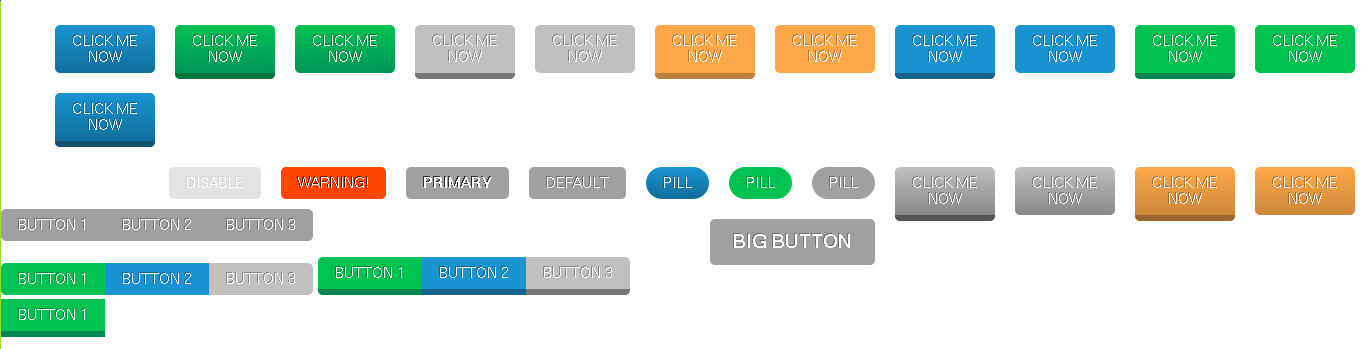 CLICK ME CLICK ME CLICK ME CLICK ME CLICK ME CLICK ME CLICK ME CLICK ME CLICK ME CLICK ME CLICK ME
NOW NOW NOW NOW NOW NOW NOW NOW NOW NOW NOW
CLICK ME
NOW
DISABLE WARNING! PRIMARY DEFAULT PILL PILL PILL CLICK ME CLICK ME CLICK ME CLICK ME
NOW NOW NOW NOW
BUTTON 1 BUTTON 2 BUTTON 3
BIG BUTTON
BUTTON 1 BUTTON 2 BUTTON 3 BUTTON 1 BUTTON 2 BUTTON 3
BUTTON 1